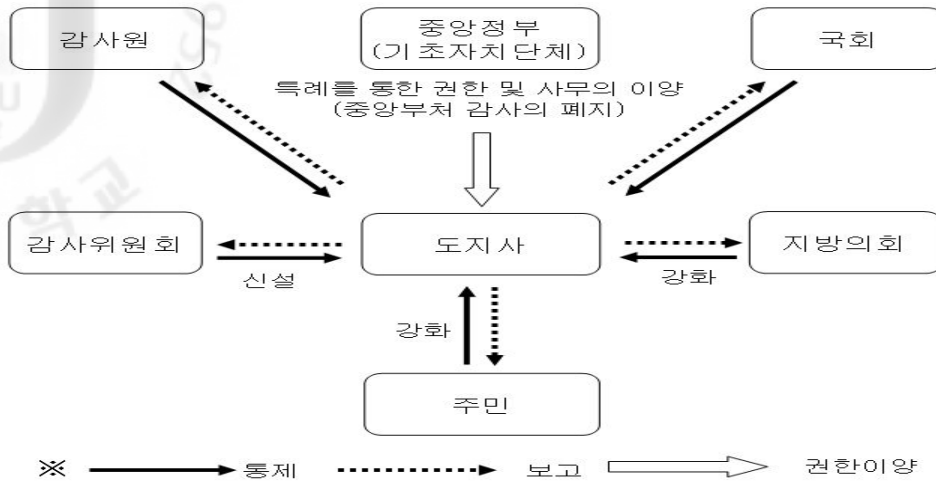 감사원
중앙정부
(기초자치단체)
국회
특례를 통한 권한 및 사무의 이양
(중앙부처 감사의 폐지)
감사위원회
신설
도지사
지방의회
강화
강화
주민
※ 통제 보고 권한이양
학교